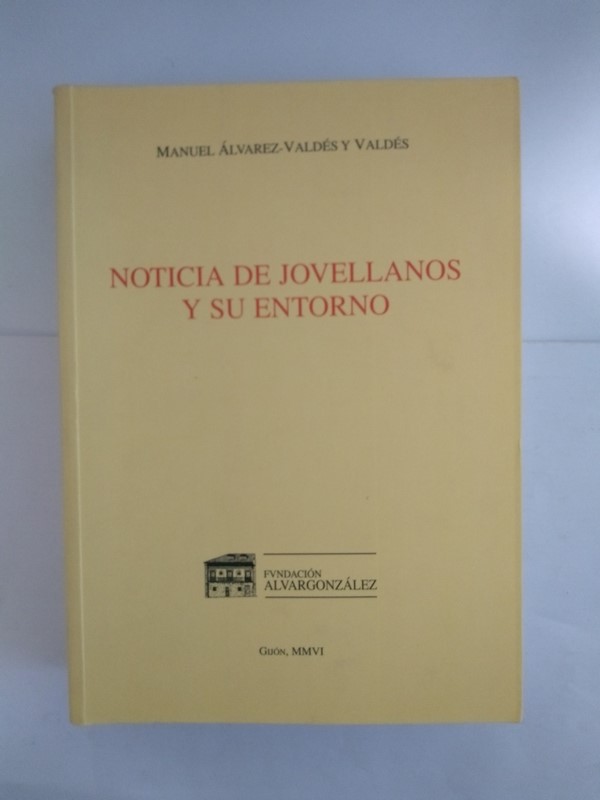 MANUEL ÁLVAREZ-VALDÉS Y VALDÉS
NOTICIA DE JOVELLANOS
Y SU ENTORNO
FVNDACIÓN
ALVARGONZÁLEZ
GIJÓN, MMVI